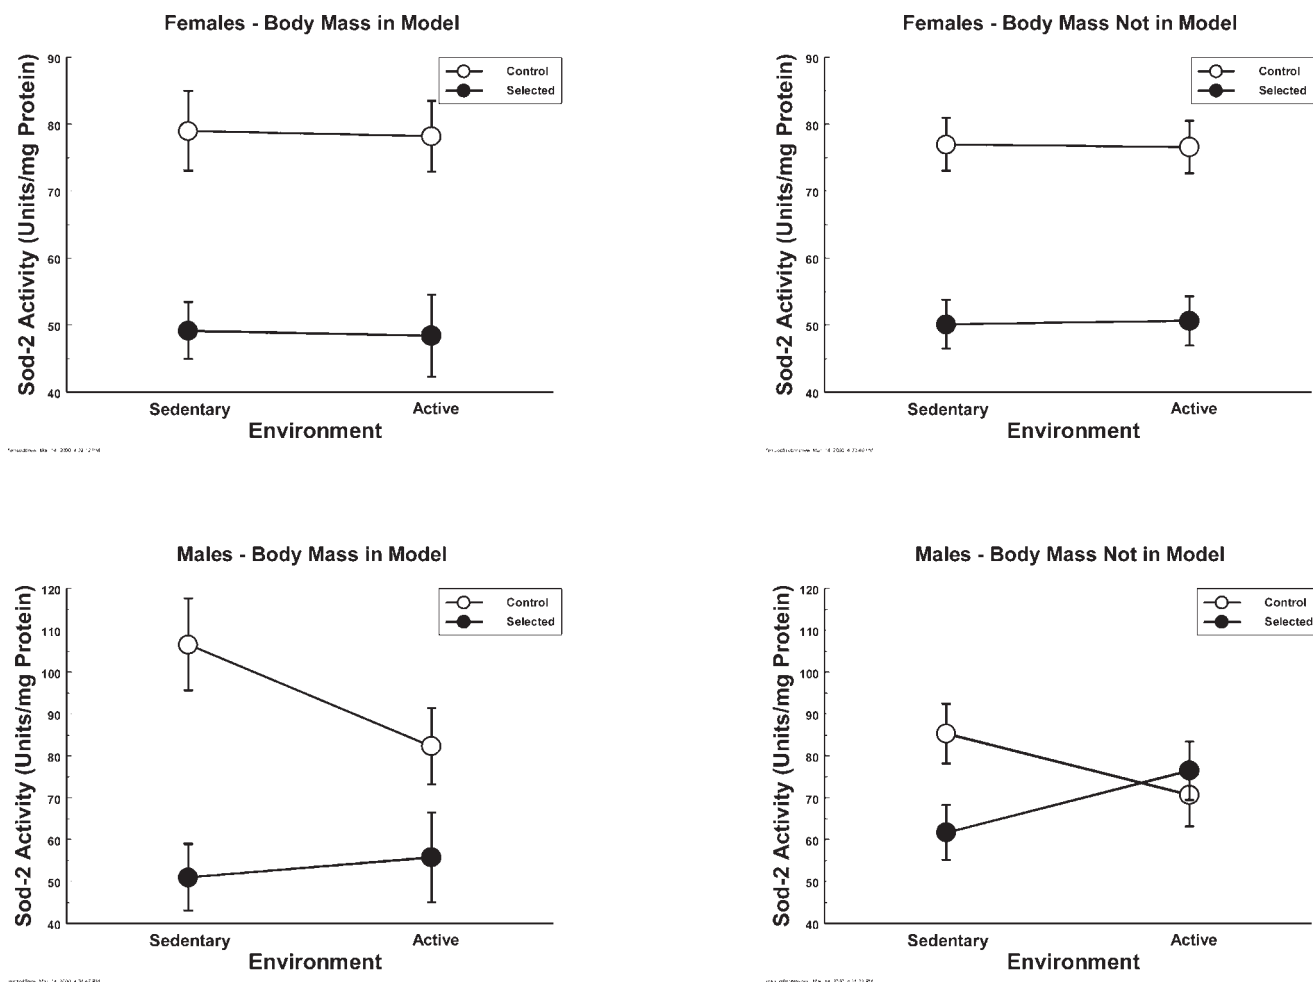 Females - Body Mass in Model
Sod-2 Activity (Units/mg Protein)
90
80
70
60
50
40
Control
Selected
Sedentary
Active
Environment
Females - Body Mass Not in Model
Sod-2 Activity (Units/mg Protein)
90
80
70
60
50
40
Control
Selected
Sedentary
Active
Environment
Males - Body Mass in Model
Sod-2 Activity (Units/mg Protein)
120
110
100
90
80
70
60
50
40
Control
Selected
Sedentary
Active
Environment
Males - Body Mass Not in Model
Sod-2 Activity (Units/mg Protein)
120
110
100
90
80
70
60
50
40
Control
Selected
Sedentary
Active
Environment